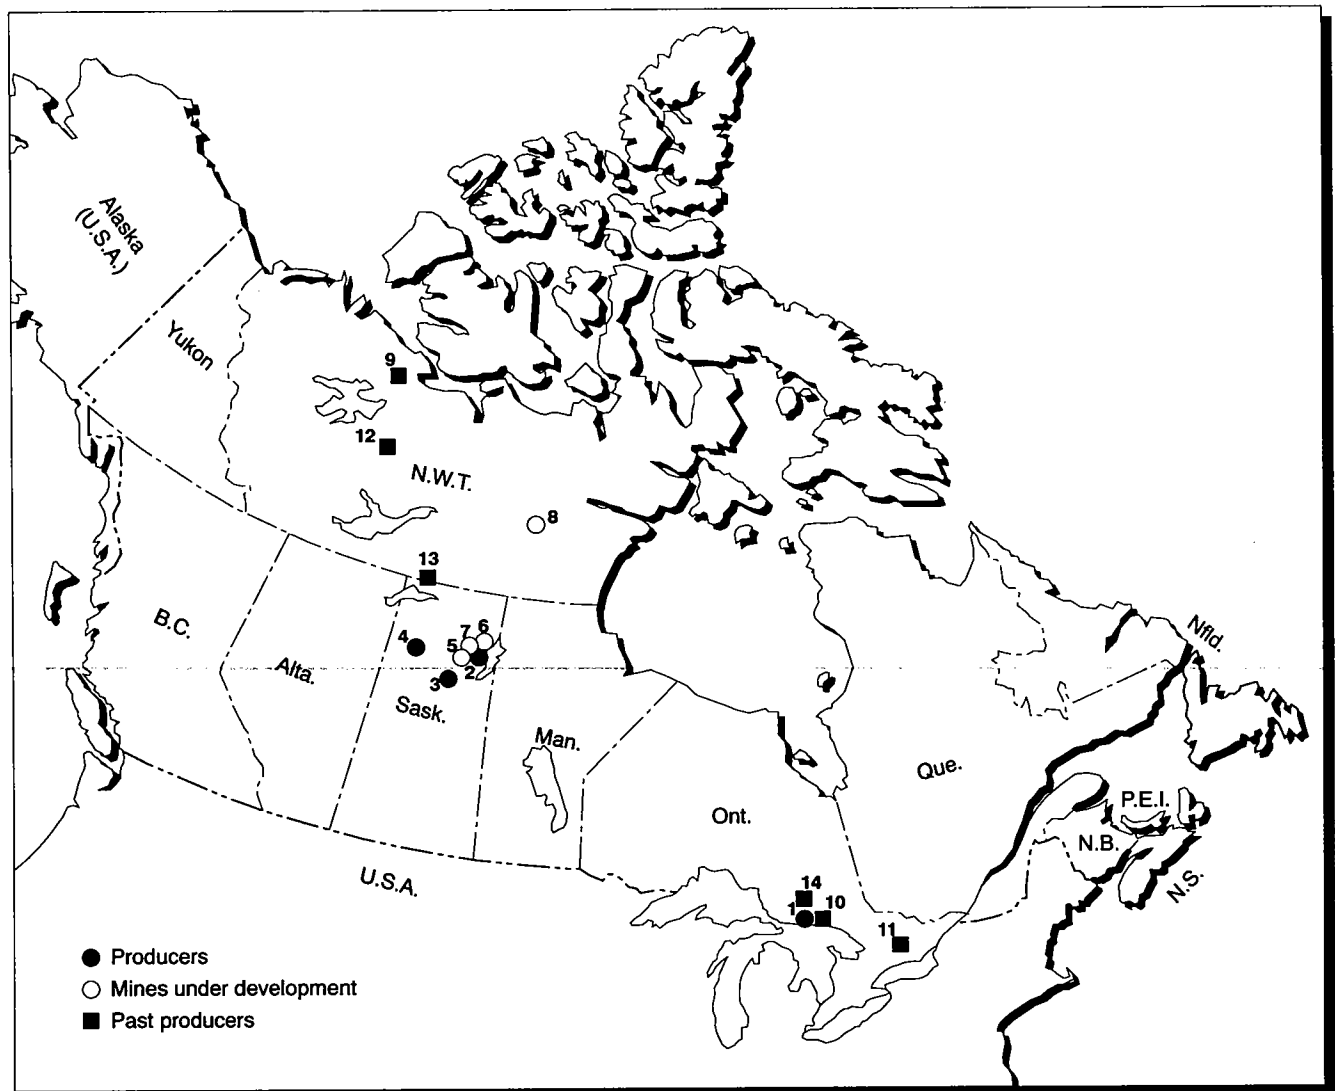 Alaska
(U.S.A.)
Yukon
9
12
N.W.T.
8
13
B.C.
Alta.
4
7
6
5
2
3
Sask.
Man.
Nfld.
Que.
Ont.
P.E.I.
N.B.
N.S.
U.S.A.
14
1
10
11
Producers
Mines under development
Past producers